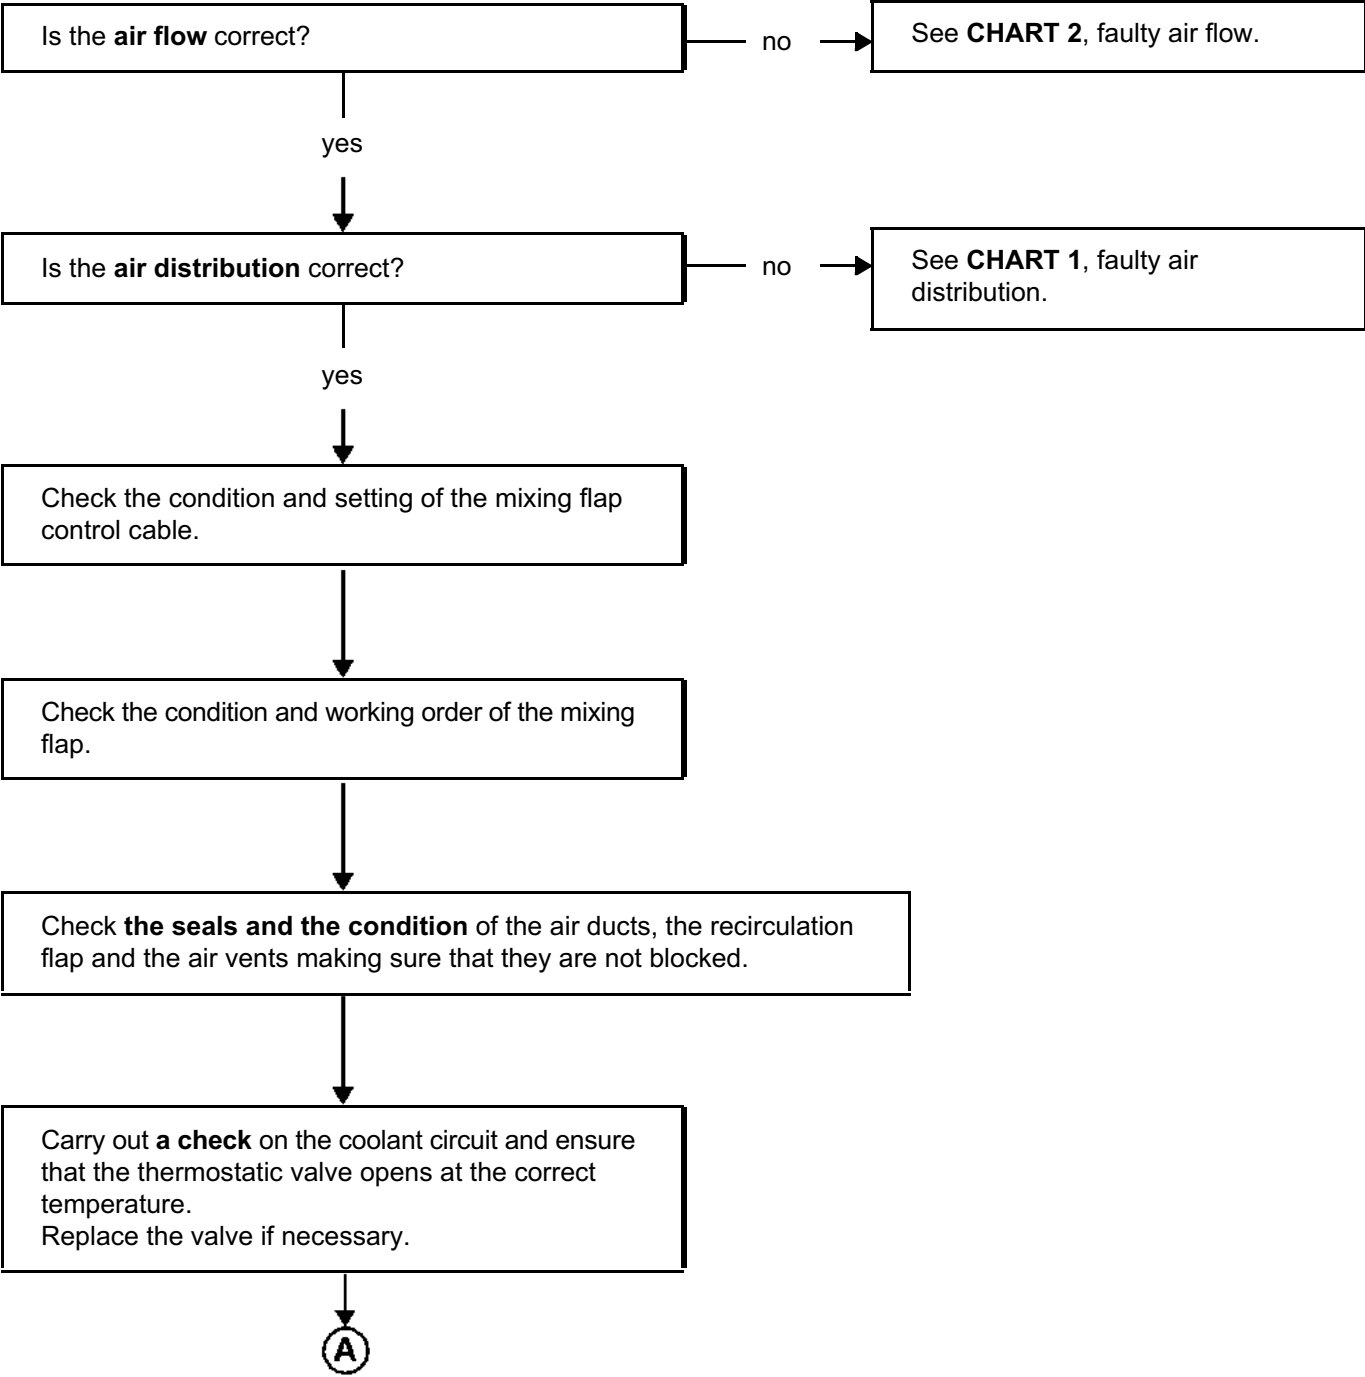 Is the air flow correct?
no
See CHART 2, faulty air flow.
yes
Is the air distribution correct?
no
See CHART 1, faulty air
distribution.
yes
Check the condition and setting of the mixing flap
control cable.
Check the condition and working order of the mixing
flap.
Check the seals and the condition of the air ducts, the recirculation
flap and the air vents making sure that they are not blocked.
Carry out a check on the coolant circuit and ensure
that the thermostatic valve opens at the correct
temperature.
Replace the valve if necessary.
A